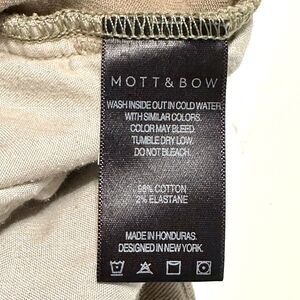 MOTT & BOW
WASH INSIDE OUT IN COLD WATER
WITH SIMILAR COLORS.
COLOR MAY BLEED.
TUMBLE DRY LOW.
DO NOT BLEACH.
98% COTTON
2% ELASTANE
MADE IN HONDURAS.
DESIGNED IN NEW YORK.